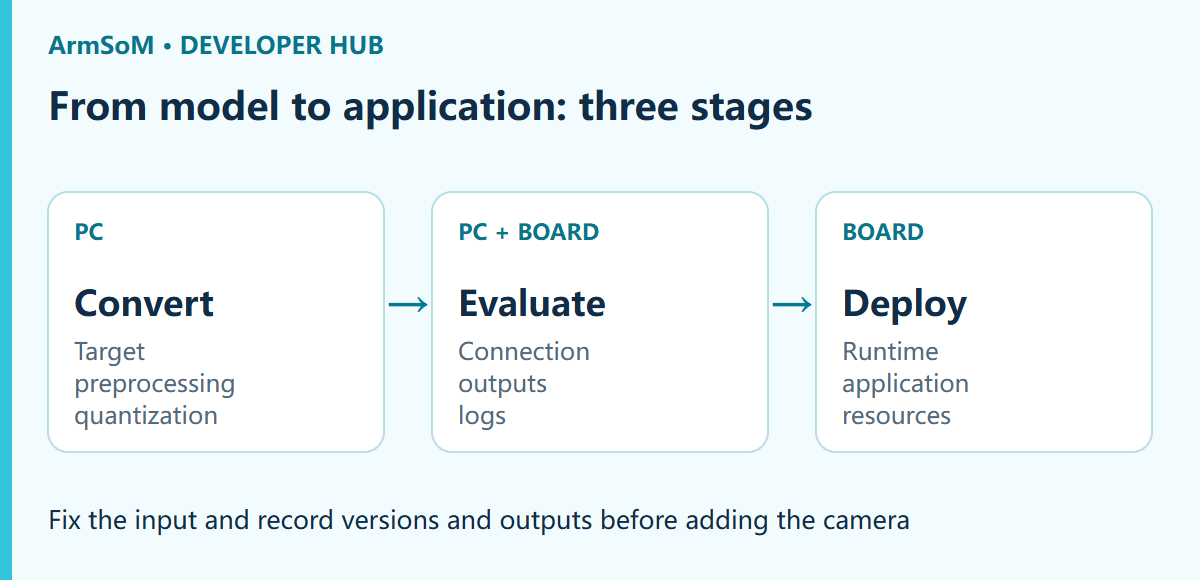 ArmSoM • DEVELOPER HUB
From model to application: three stages
PC
Convert
Target
preprocessing
quantization
→
PC + BOARD
Evaluate
Connection
outputs
logs
→
BOARD
Deploy
Runtime
application
resources
Fix the input and record versions and outputs before adding the camera